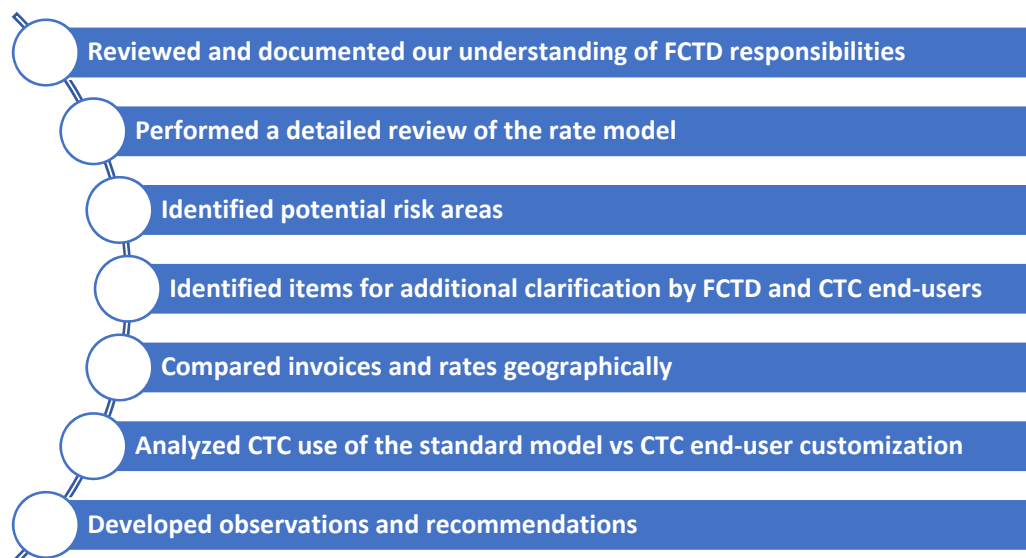 Reviewed and documented our understanding of FCTD responsibilities
Performed a detailed review of the rate model
Identified potential risk areas
Identified items for additional clarification by FCTD and CTC end-users
Compared invoices and rates geographically
Analyzed CTC use of the standard model vs CTC end-user customization
Developed observations and recommendations